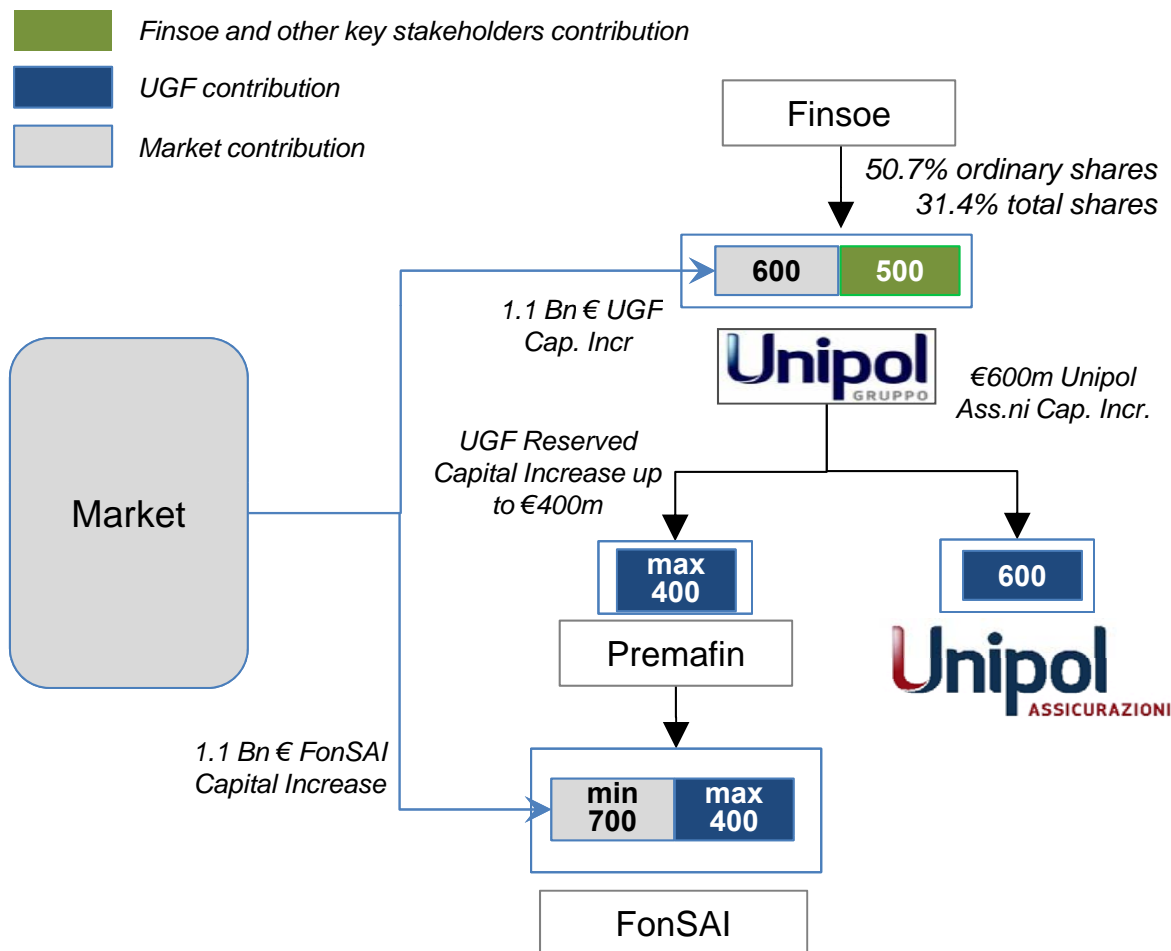 Finsoe and other key stakeholders contribution
UGF contribution
Market contribution
Finsoe
50.7% ordinary shares
31.4% total shares
600
500
1.1 Bn € UGF
Cap. Incr
Unipol
GRUPPO
€600m Unipol
Ass.ni Cap. Incr.
UGF Reserved
Capital Increase up
to €400m
Market
max
400
600
Premafin
Unipol
ASSICURAZIONI
1.1 Bn € FonSAI
Capital Increase
min
700
max
400
FonSAI